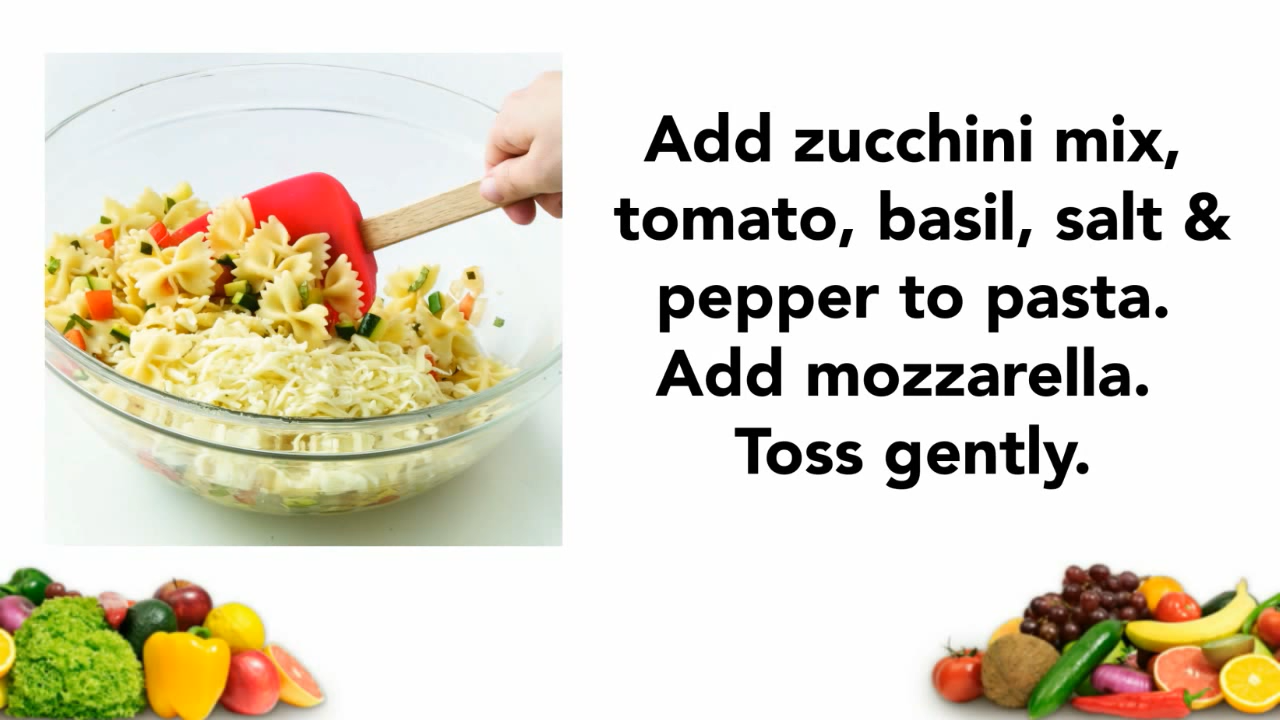 Add zucchini mix,
tomato, basil, salt &
pepper to pasta.
Add mozzarella.
Toss gently.